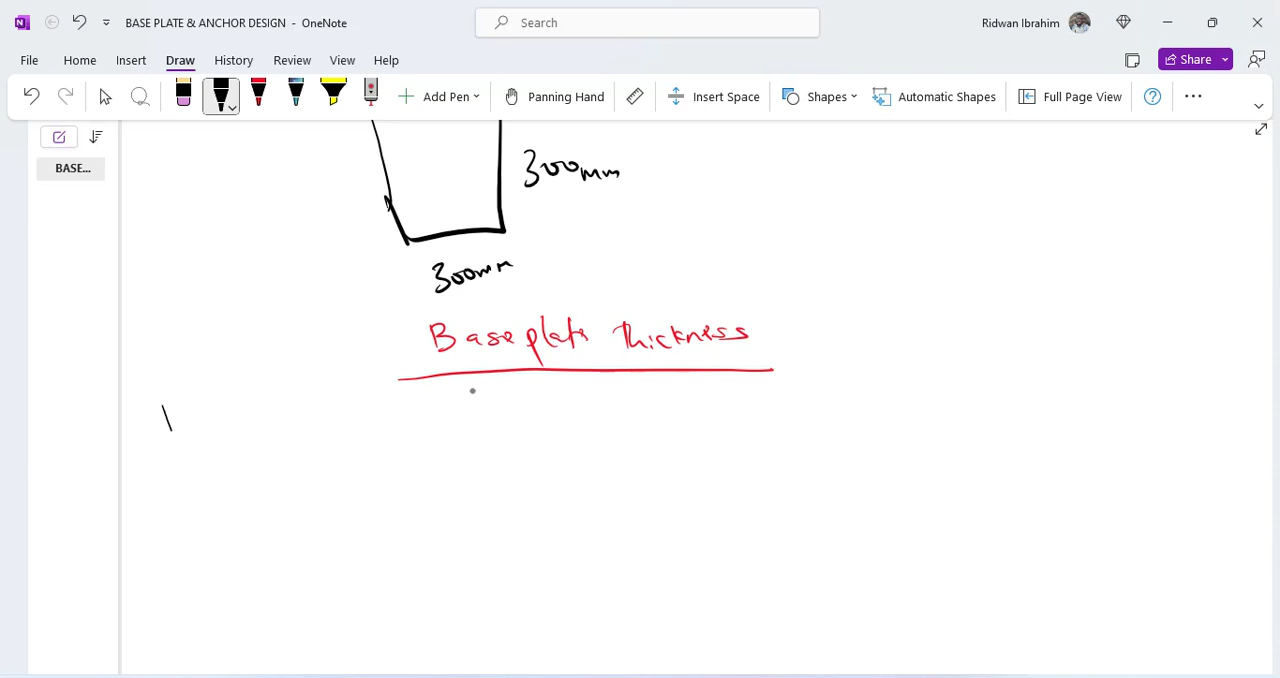 BASE PLATE & ANCHOR DESIGN - OneNote
Search
Ridwan Ibrahim
File Home Insert Draw History Review View Help
Share
Add Pen
Panning Hand
Insert Space
Shapes
Automatic Shapes
Full Page View
BASE...
300mm
300mm
Base plate Thickness